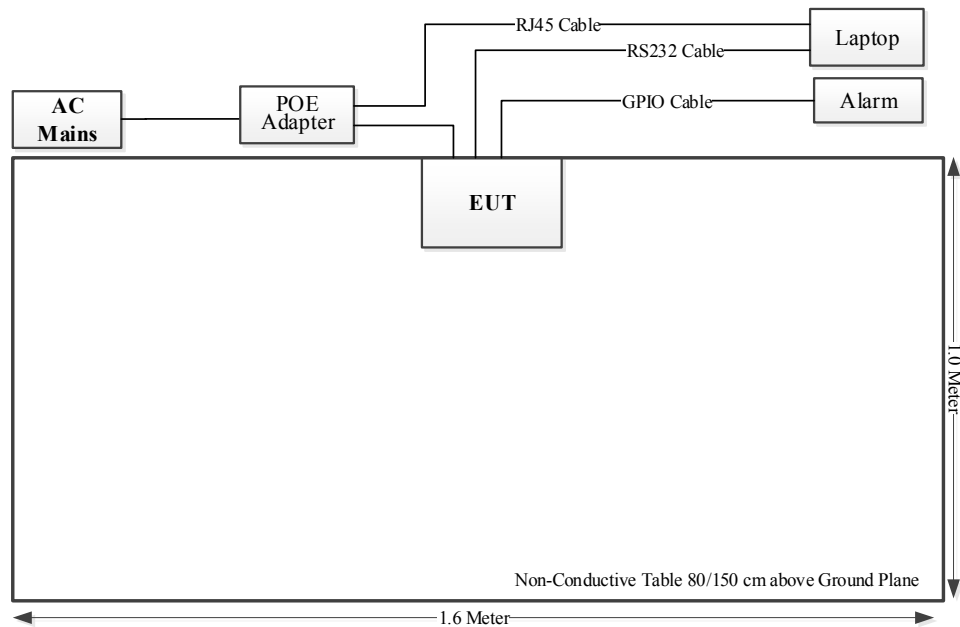 RJ45 Cable
Laptop
RS232 Cable
AC
Mains
POE
Adapter
GPIO Cable
Alarm
EUT
1.0 Meter
Non-Conductive Table 80/150 cm above Ground Plane
1.6 Meter